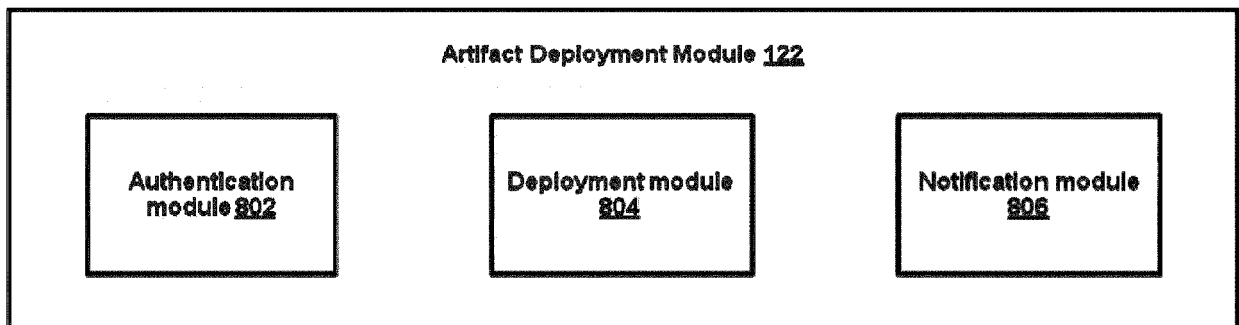 Artifact Deployment Module 122
Authentication
module 802
Deployment module
804
Notification module
806